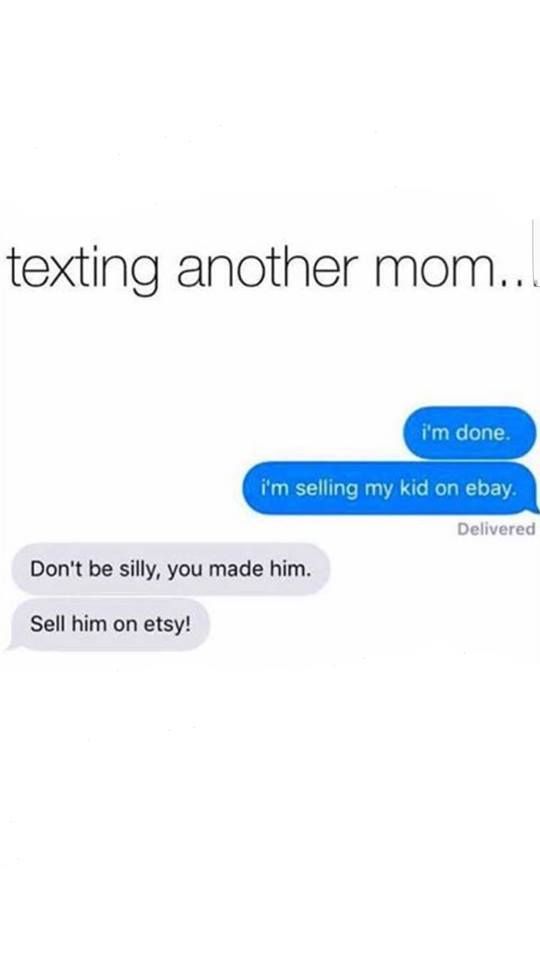 texting another mom...
i'm done.
i'm selling my kid on ebay.
Delivered
Don't be silly, you made him.
Sell him on etsy!